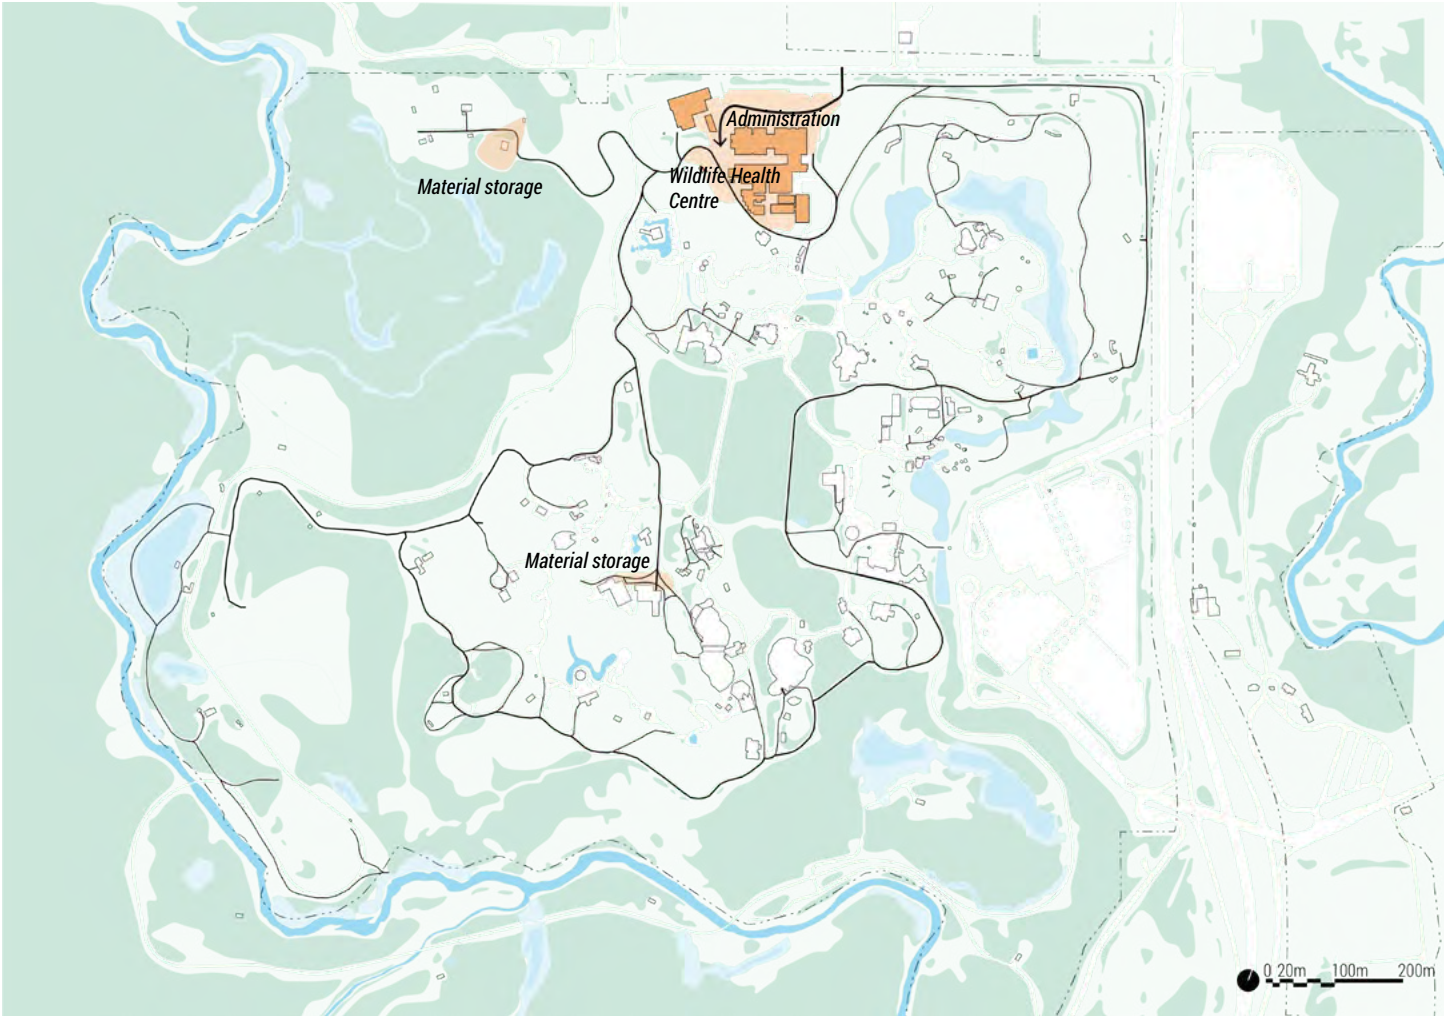 Administration
Wildlife Health
Centre
Material storage
Material storage
0 20m 100m 200m